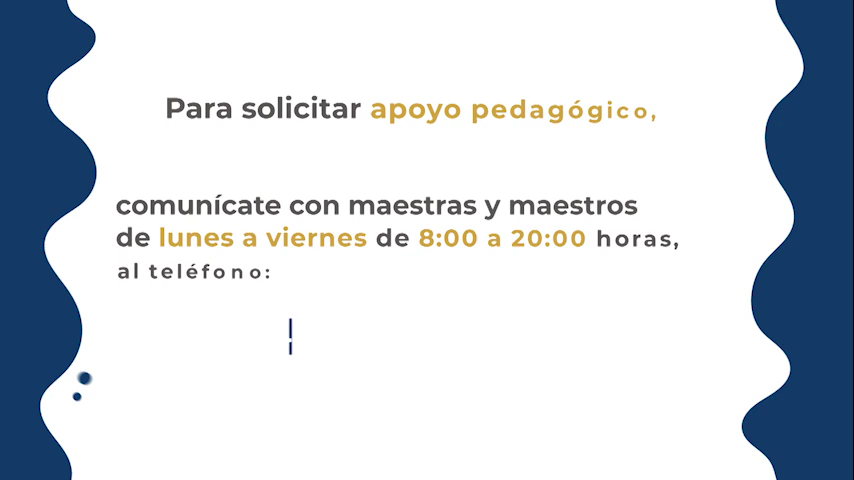 Para solicitar apoyo pedagógico,
comunícate con maestras y maestros
de lunes a viernes de 8:00 a 20:00 horas,
al teléfono: